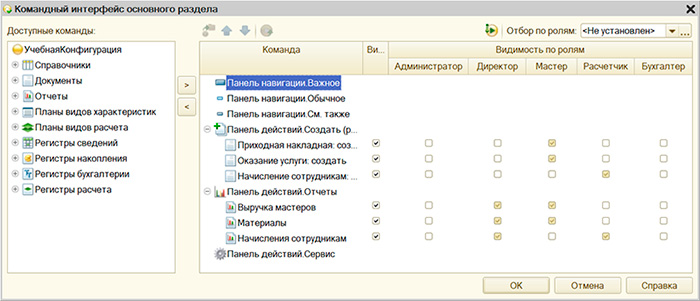 Командный интерфейс основного раздела
Доступные команды:
Отбор по ролям: <Не установлен>
УчебнаяКонфигурация
Справочники
Документы
Отчеты
Планы видов характеристик
Планы видов расчета
Регистры сведений
Регистры накопления
Регистры бухгалтерии
Регистры расчета
>
<
Команда Ви... Видимость по ролям
Администратор Директор Мастер Расчетчик Бухгалтер
Панель навигации.Важное
Панель навигации.Обычное
Панель навигации.См. также
Панель действий.Создать (р...
Приходная накладная: соз...
Оказание услуги: создать
Начисление сотрудникам: ...
Панель действий.Отчеты
Выручка мастеров
Материалы
Начисления сотрудникам
Панель действий.Сервис
OK Отмена Справка